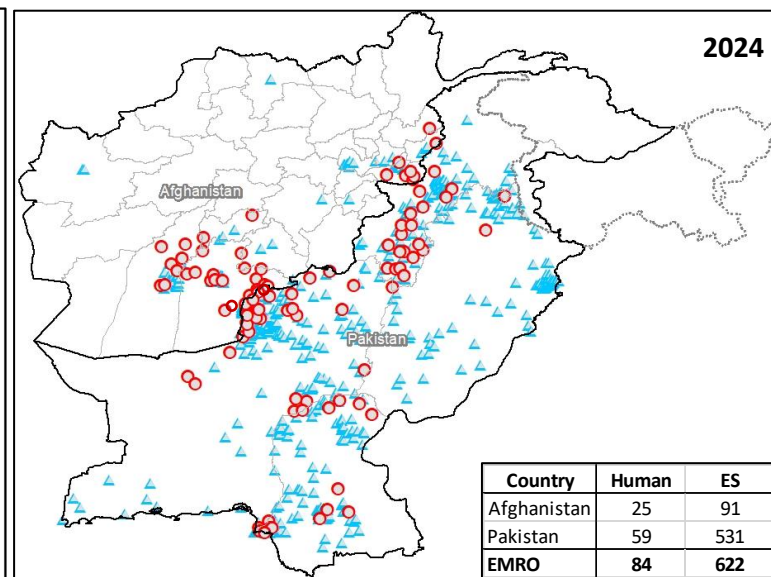 2024
Afghanistan
Pakistan
Country Human ES
Afghanistan 25 91
Pakistan 59 531
EMRO 84 622